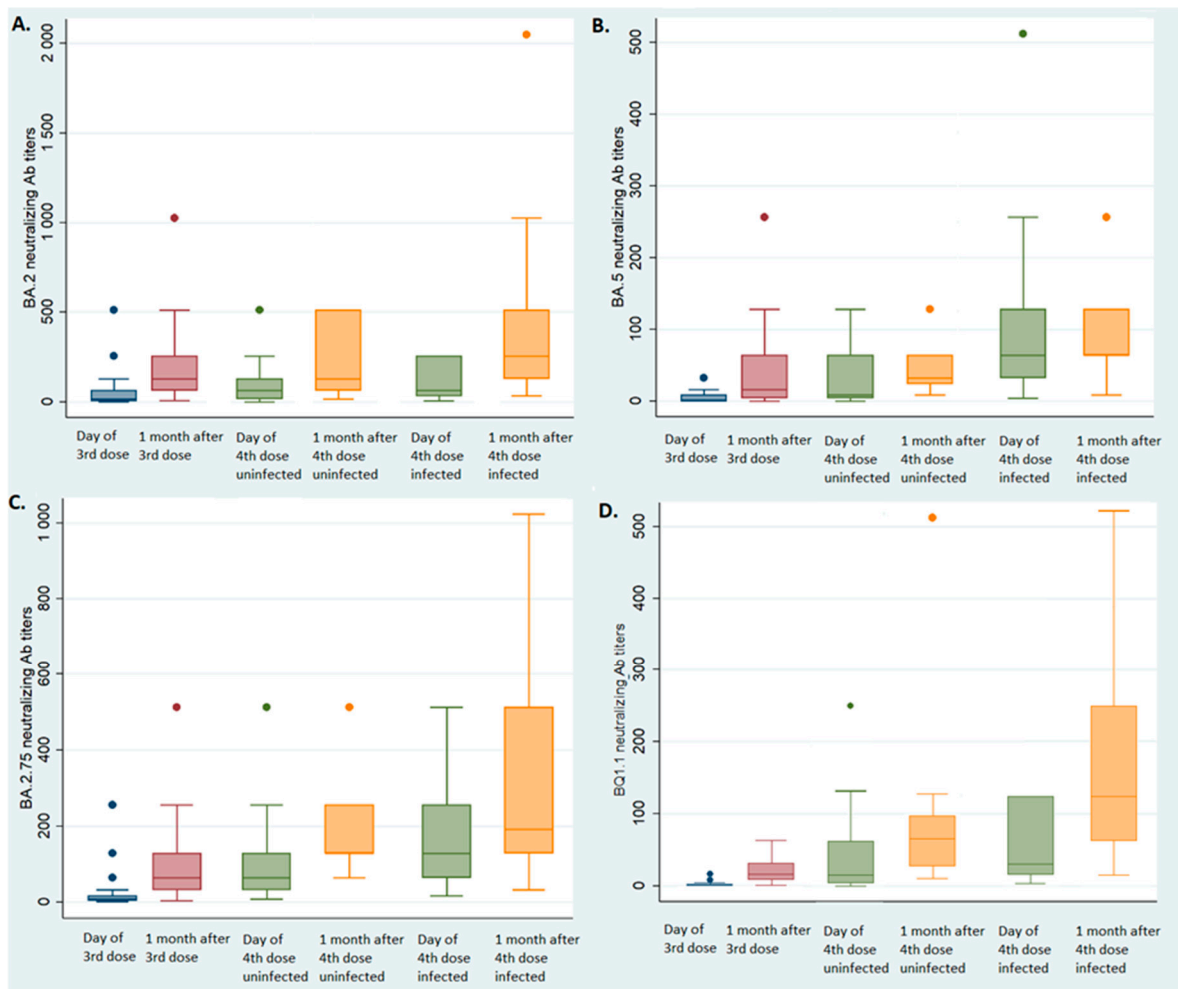 A.
BA.2 neutralizing Ab titers
2 000
1 500
1 000
500
0
Day of
3rd dose
1 month after
3rd dose
Day of
4th dose
uninfected
1 month after
4th dose
uninfected
Day of
4th dose
infected
1 month after
4th dose
infected
B.
BA.5 neutralizing Ab titers
500
400
300
200
100
0
Day of
3rd dose
1 month after
3rd dose
Day of
4th dose
uninfected
1 month after
4th dose
uninfected
Day of
4th dose
infected
1 month after
4th dose
infected
C.
BA.2.75 neutralizing Ab titers
1 000
800
600
400
200
0
Day of
3rd dose
1 month after
3rd dose
Day of
4th dose
uninfected
1 month after
4th dose
uninfected
Day of
4th dose
infected
1 month after
4th dose
infected
D.
BQ1.1 neutralizing Ab titers
500
400
300
200
100
0
Day of
3rd dose
1 month after
3rd dose
Day of
4th dose
uninfected
1 month after
4th dose
uninfected
Day of
4th dose
infected
1 month after
4th dose
infected